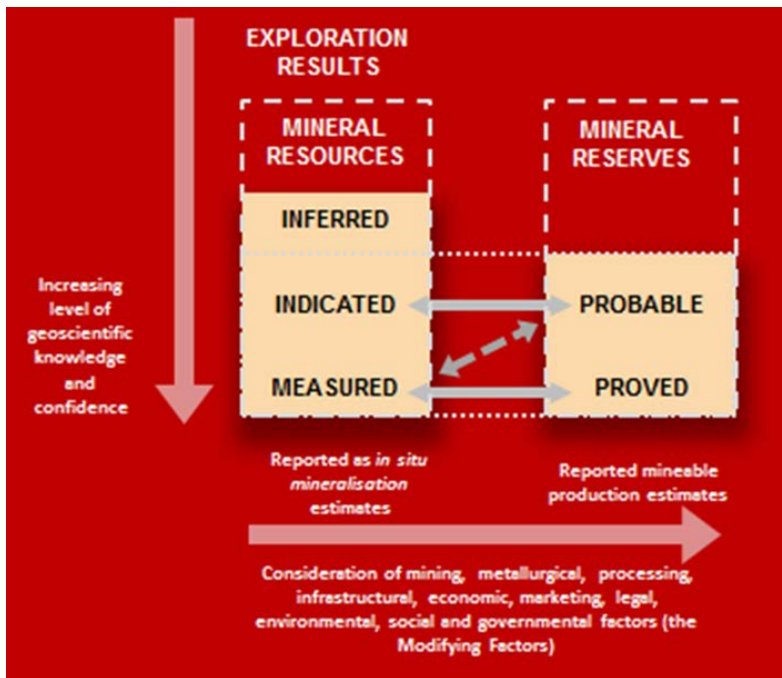 EXPLORATION
RESULTS
MINERAL
RESOURCES
MINERAL
RESERVES
INFERRED
Increasing
level of
geoscientific
knowledge
and
confidence
INDICATED
PROBABLE
MEASURED
PROVED
Reported as in situ
mineralisation
estimates
Reported mineable
production estimates
Consideration of mining, metallurgical, processing,
infrastructural, economic, marketing, legal,
environmental, social and governmental factors (the
Modifying Factors)